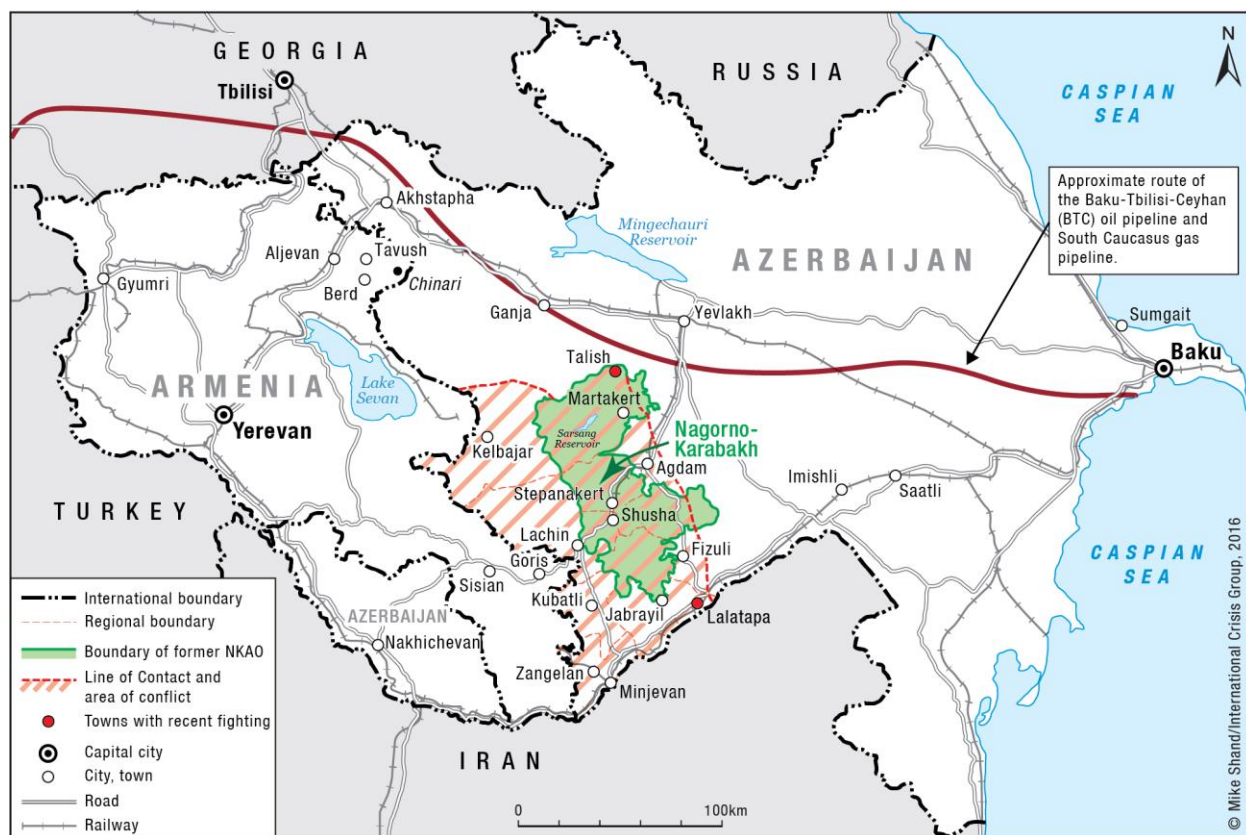 N
GEORGIA
Tbilisi
RUSSIA
CASPIAN
SEA
Approximate route of
the Baku-Tbilisi-Ceyhan
(BTC) oil pipeline and
South Caucasus gas
pipeline.
Akhstapha
Mingechauri
Reservoir
Aljevan
Tavush
AZERBAIJAN
Gyumri
Berd
Chinari
Ganja
Yevlakh
Sumgait
Baku
Talish
ARMENIA
Lake
Sevan
Martakert
Yerevan
Sarsang
Reservoir
Nagorno-
Karabakh
Kelbajar
Agdam
Imishli
Saatli
Stepanakert
TURKEY
Shusha
Lachin
Fizuli
CASPIAN
SEA
Goris
Sisian
Kubatli
Jabrayil
Lalatapa
AZERBAIJAN
Nakhichevan
Zangelan
Minjevan
IRAN
International boundary
Regional boundary
Boundary of former NKAO
Line of Contact and
area of conflict
Towns with recent fighting
Capital city
City, town
Road
Railway
0
100km
© Mike Shand/International Crisis Group, 2016